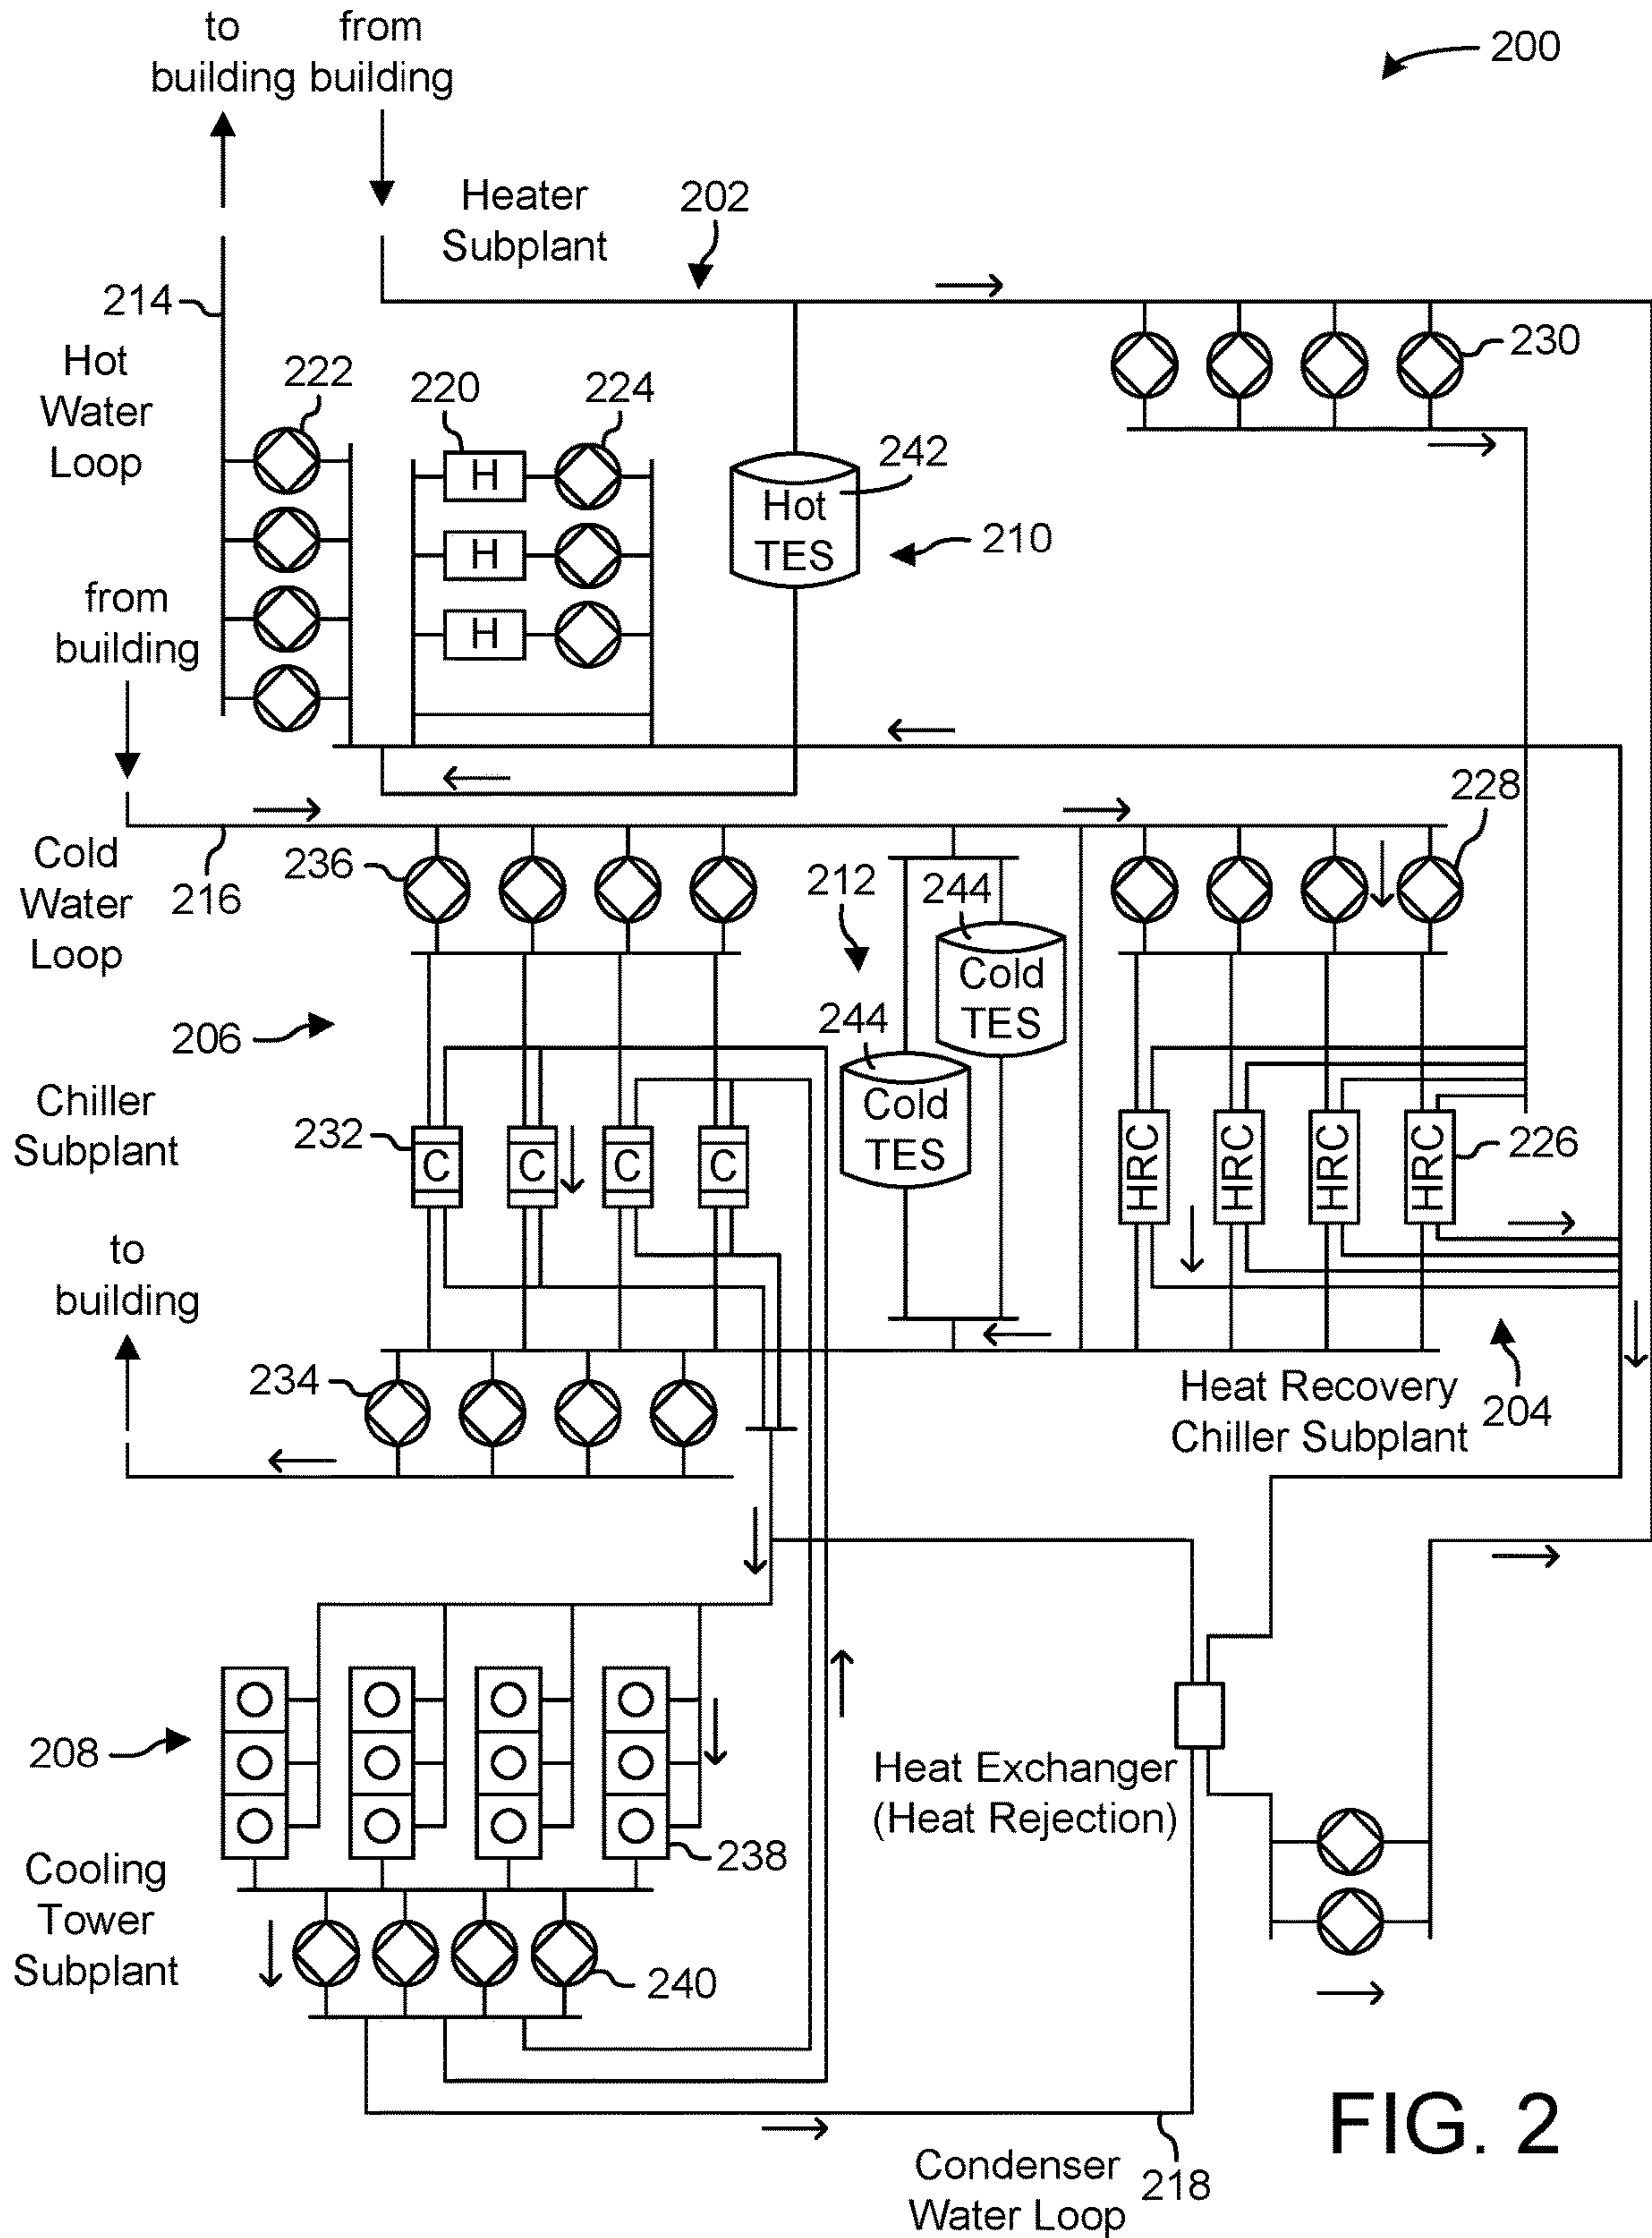 to from
building building
200
Heater
Subplant
202
214
Hot
Water
Loop
222
220
224
230
H
H
H
242
Hot
TES
210
from
building
228
Cold
Water
Loop
216
236
212
244
Cold
TES
244
Cold
TES
206
Chiller
Subplant
232
C
C
C
C
HRC
HRC
HRC
HRC
226
to
building
234
Heat Recovery
Chiller Subplant
204
208
Heat Exchanger
(Heat Rejection)
238
Cooling
Tower
Subplant
240
FIG. 2
Condenser
Water Loop
218